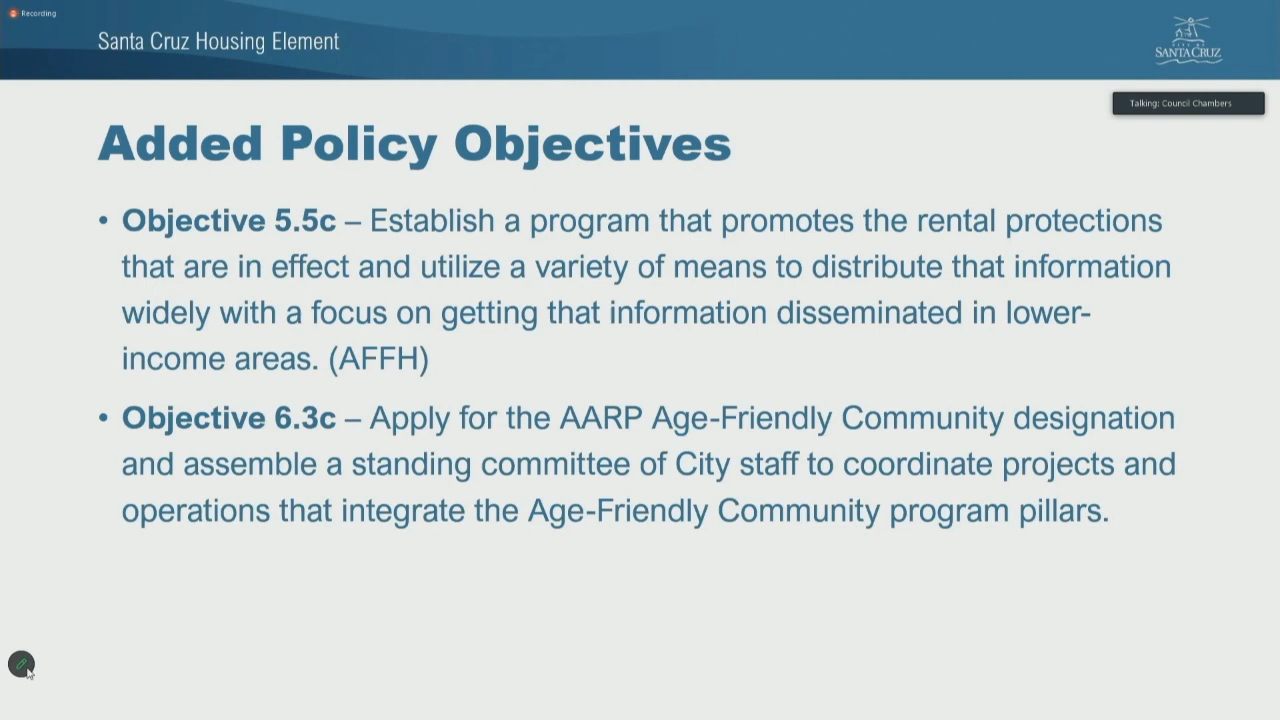 Recording
Santa Cruz Housing Element
CITY OF
SANTA CRUZ
Talking: Council Chambers
Added Policy Objectives
• Objective 5.5c – Establish a program that promotes the rental protections
that are in effect and utilize a variety of means to distribute that information
widely with a focus on getting that information disseminated in lower-
income areas. (AFFH)
• Objective 6.3c – Apply for the AARP Age-Friendly Community designation
and assemble a standing committee of City staff to coordinate projects and
operations that integrate the Age-Friendly Community program pillars.